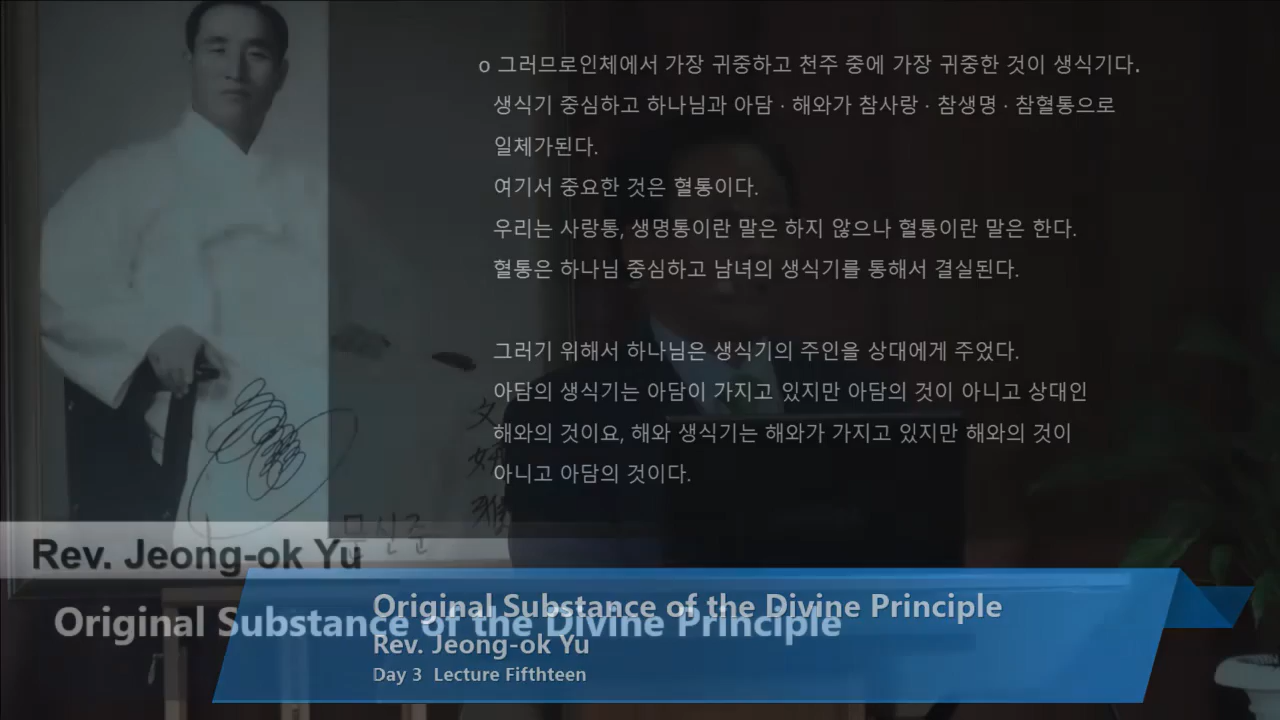 o 그러므로인체에서 가장 귀중하고 천주 중에 가장 귀중한 것이 생식기다.
생식기 중심하고 하나님과 아담 · 해와가 참사랑 · 참생명 · 참혈통으로
일체가된다.
여기서 중요한 것은 혈통이다.
우리는 사랑통, 생명통이란 말은 하지 않으나 혈통이란 말은 한다.
혈통은 하나님 중심하고 남녀의 생식기를 통해서 결실된다.
그러기 위해서 하나님은 생식기의 주인을 상대에게 주었다.
아담의 생식기는 아담이 가지고 있지만 아담의 것이 아니고 상대인
해와의 것이요, 해와 생식기는 해와가 가지고 있지만 해와의 것이
아니고 아담의 것이다.
문신준
Rev. Jeong-ok Yu
Original Substance of the Divine Principle
Original Substance of the Divine Principle
Rev. Jeong-ok Yu
Day 3 Lecture Fifthteen